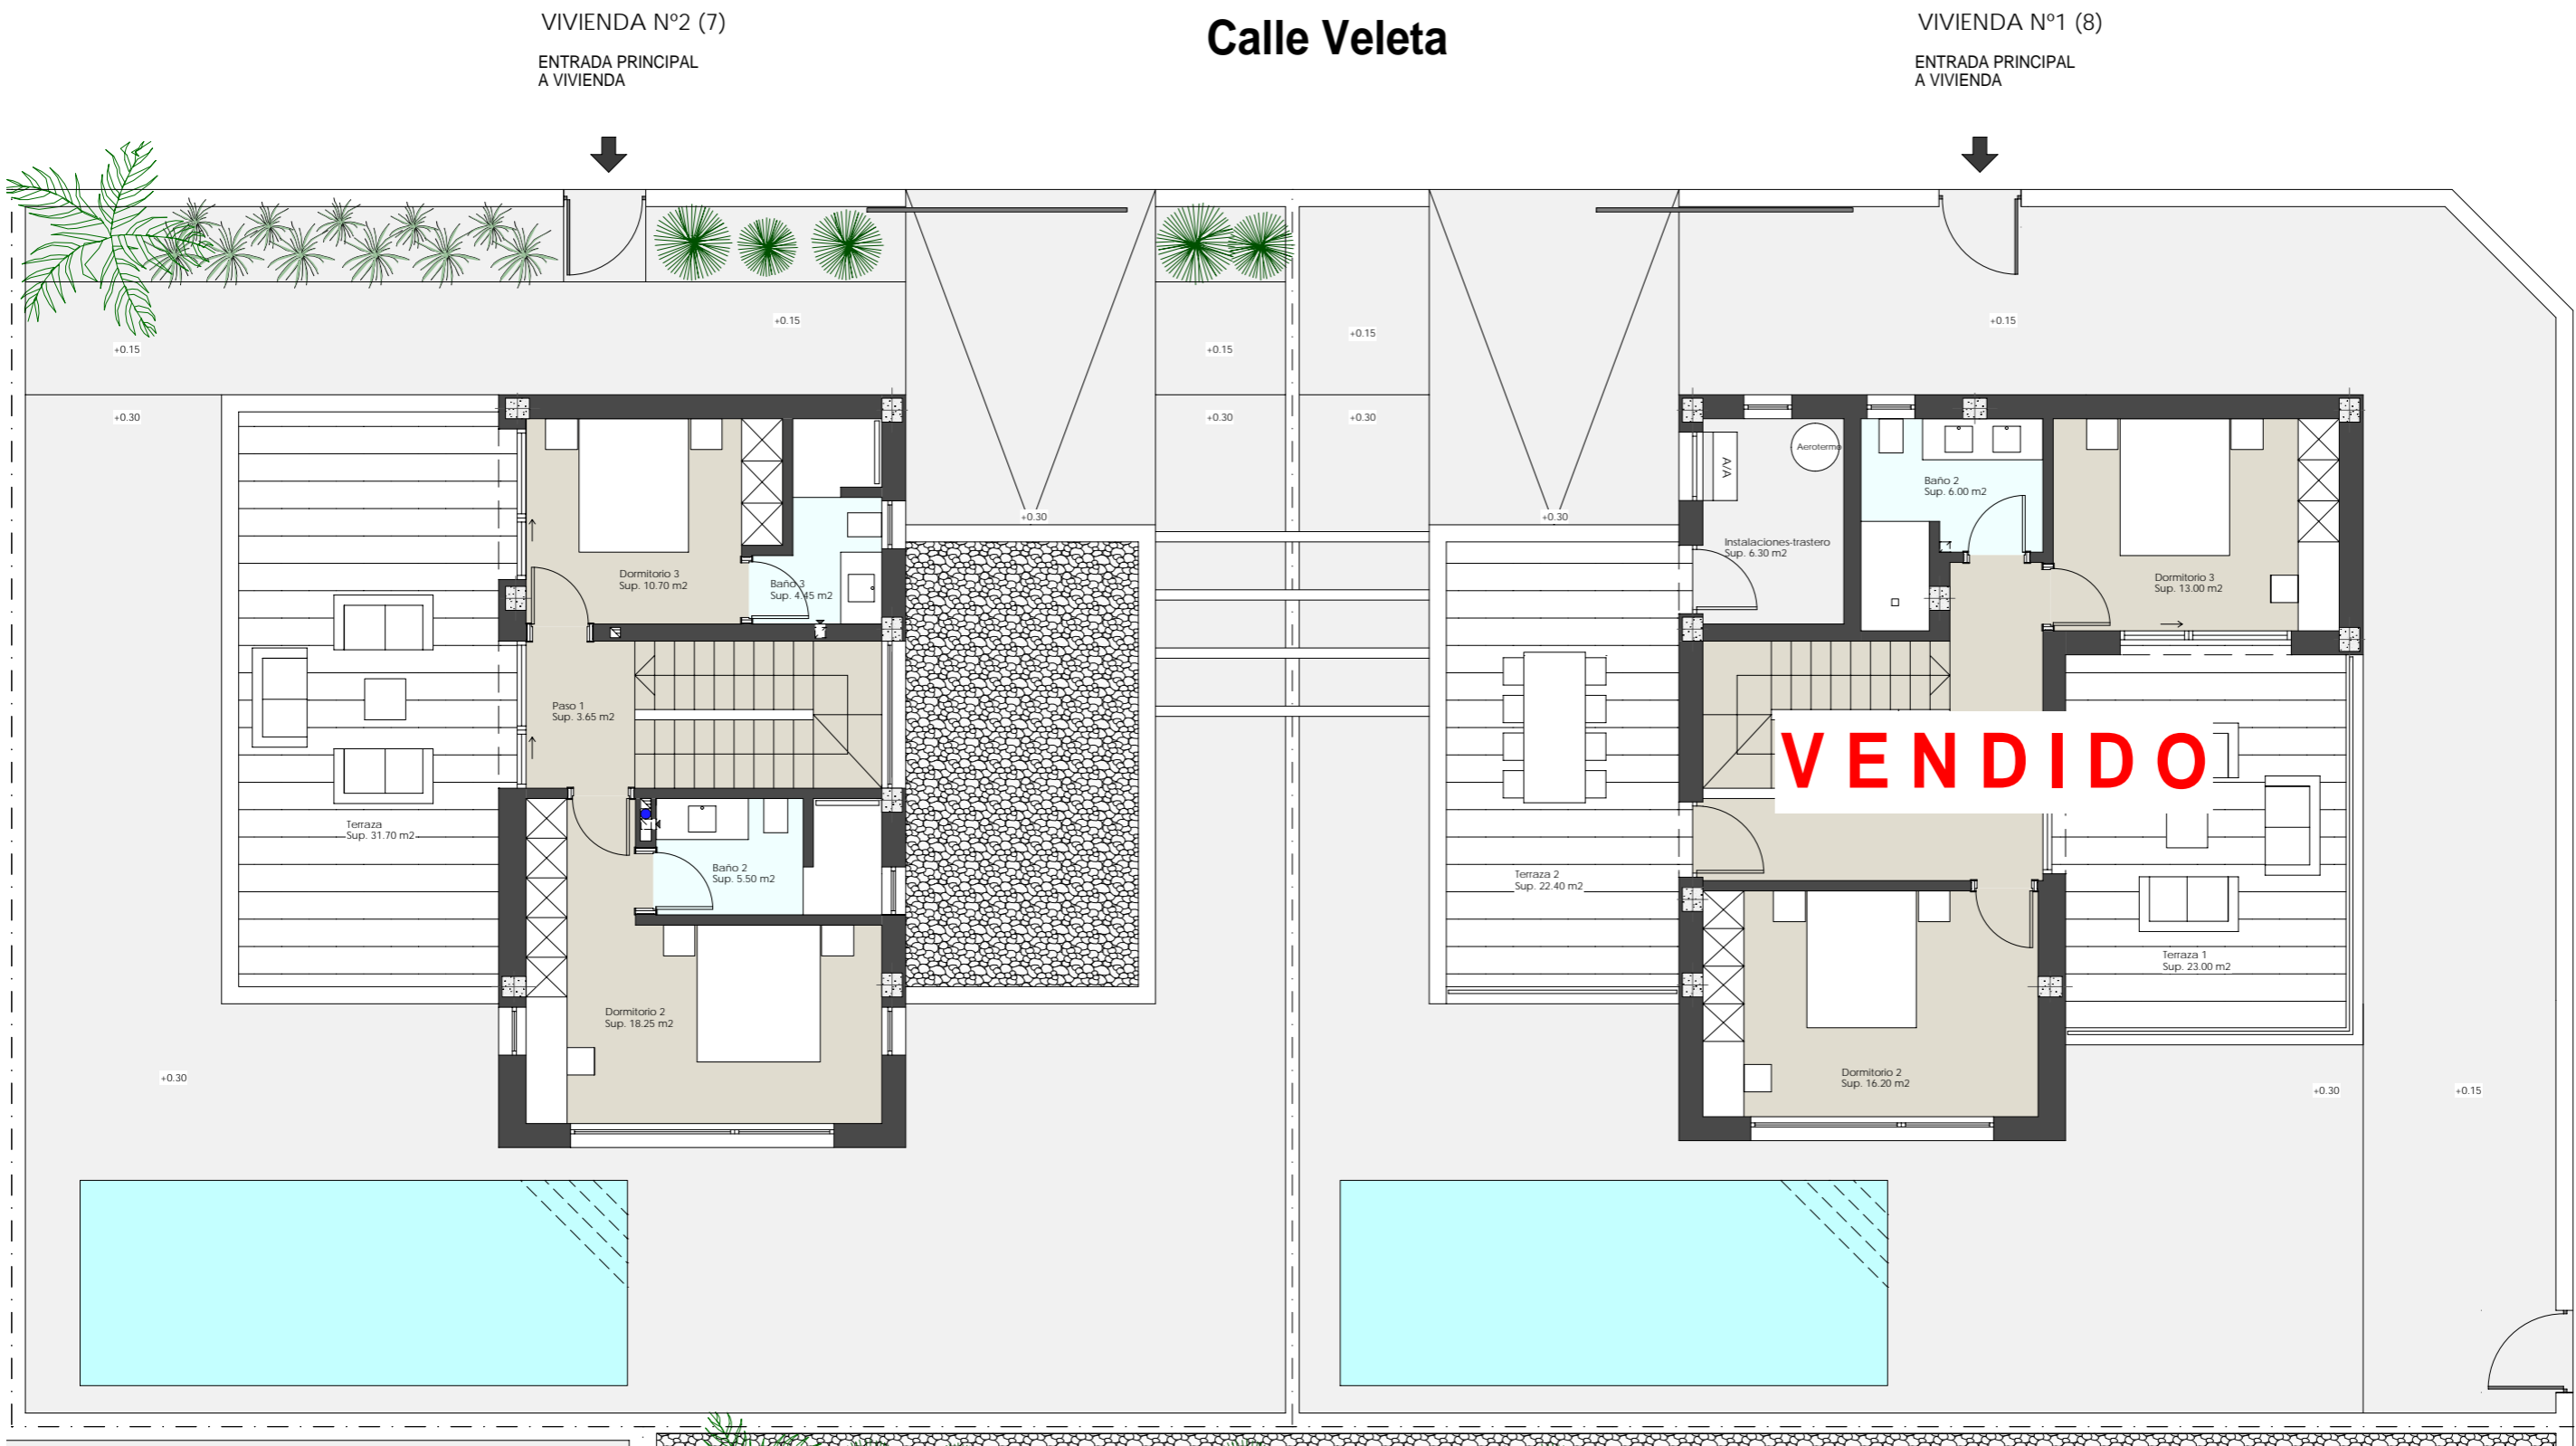 VIVIENDA Nº2 (7)
ENTRADA PRINCIPAL
A VIVIENDA
Calle Veleta
VIVIENDA Nº1 (8)
ENTRADA PRINCIPAL
A VIVIENDA
+0.15
+0.15
+0.15
+0.15
+0.15
+0.30
+0.30
+0.30
+0.30
+0.30
Dormitorio 3
Sup. 10.70 m2
Baño 3
Sup. 4.45 m2
Paso 1
Sup. 3.65 m2
Terraza
Sup. 31.70 m2
Baño 2
Sup. 5.50 m2
Dormitorio 2
Sup. 18.25 m2
+0.30
A/A
Aerotermo
Instalaciones-trastero
Sup. 6.30 m2
Baño 2
Sup. 6.00 m2
Dormitorio 3
Sup. 13.00 m2
VENDIDO
Terraza 2
Sup. 22.40 m2
Terraza 1
Sup. 23.00 m2
Dormitorio 2
Sup. 16.20 m2
+0.30
+0.15